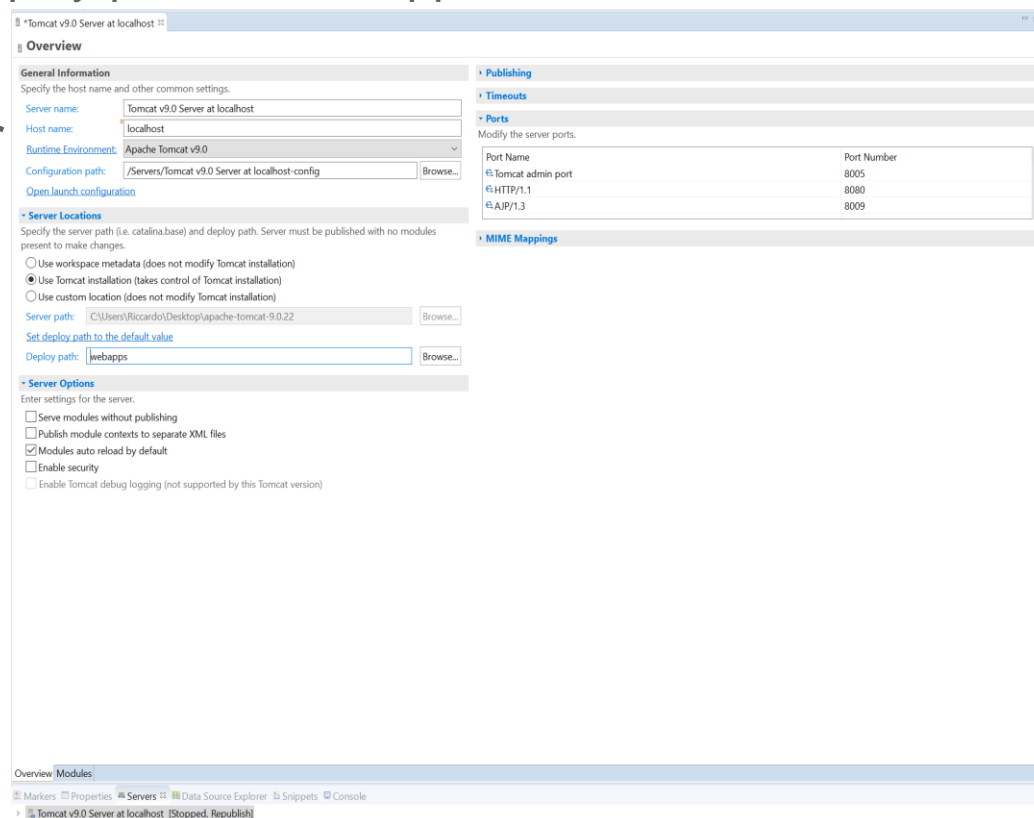 *Tomcat v9.0 Server at localhost
Overview
General Information
Specify the host name and other common settings.
Server name: Tomcat v9.0 Server at localhost
Host name: localhost
Runtime Environment: Apache Tomcat v9.0
Configuration path: /Servers/Tomcat v9.0 Server at localhost-config Browse...
Open launch configuration
Server Locations
Specify the server path (i.e. catalina.base) and deploy path. Server must be published with no modules
present to make changes.
Use workspace metadata (does not modify Tomcat installation)
Use Tomcat installation (takes control of Tomcat installation)
Use custom location (does not modify Tomcat installation)
Server path: C:\Users\Riccardo\Desktop\apache-tomcat-9.0.22 Browse...
Set deploy path to the default value
Deploy path: webapps Browse...
Server Options
Enter settings for the server.
Serve modules without publishing
Publish module contexts to separate XML files
Modules auto reload by default
Enable security
Enable Tomcat debug logging (not supported by this Tomcat version)
Publishing
Timeouts
Ports
Modify the server ports.
Port Name Port Number
Tomcat admin port 8005
HTTP/1.1 8080
AJP/1.3 8009
MIME Mappings
Overview Modules
Markers Properties Servers Data Source Explorer Snippets Console
Tomcat v9.0 Server at localhost [Stopped, Republish]